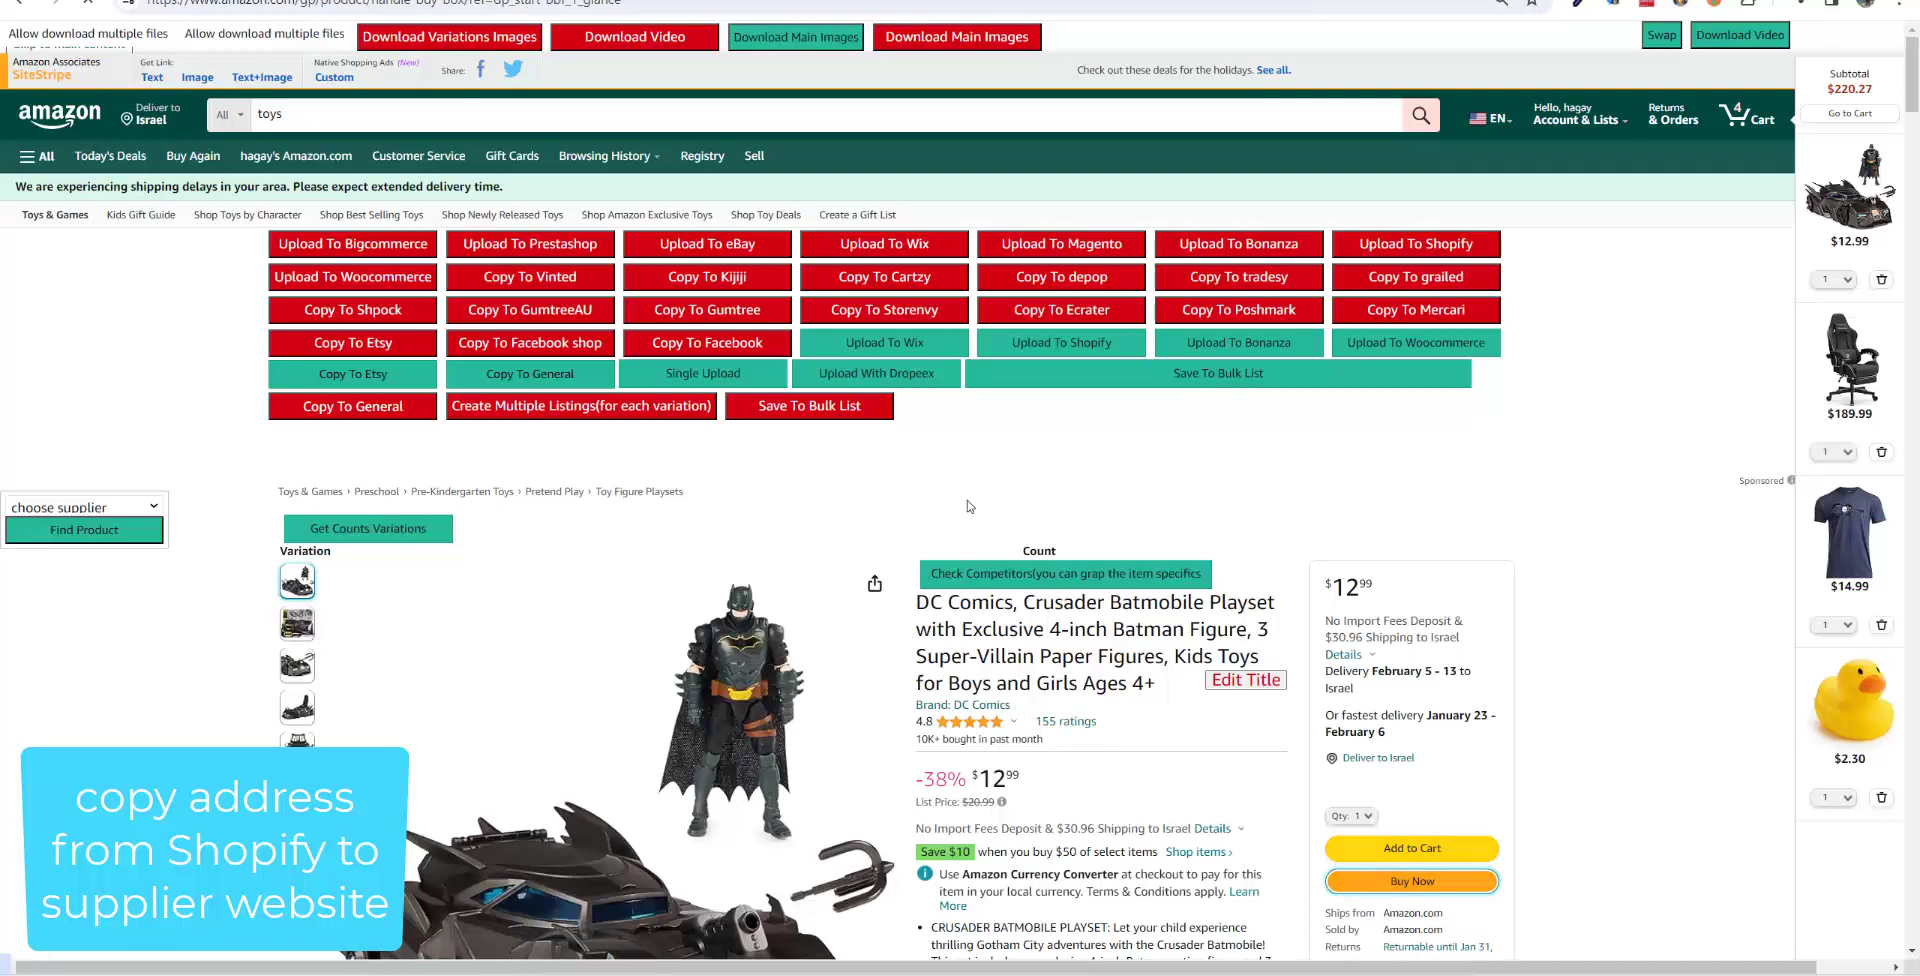 https://www.amazon.com/gp/product/handle-buy-box/ref=dp_start-bbf_1_glance
Allow download multiple files
Allow download multiple files
Download Variations Images
Download Video
Download Main Images
Download Main Images
Swap
Download Video
Amazon Associates
SiteStripe
Get Link:
Text
Image
Text+Image
Native Shopping Ads (New)
Custom
Share:
Check out these deals for the holidays. See all.
Subtotal
$220.27
Go to Cart
amazon
Deliver to
Israel
All
toys
EN
Hello, hagay
Account & Lists
Returns
& Orders
4
Cart
All
Today's Deals
Buy Again
hagay's Amazon.com
Customer Service
Gift Cards
Browsing History
Registry
Sell
We are experiencing shipping delays in your area. Please expect extended delivery time.
Toys & Games
Kids Gift Guide
Shop Toys by Character
Shop Best Selling Toys
Shop Newly Released Toys
Shop Amazon Exclusive Toys
Shop Toy Deals
Create a Gift List
Upload To Bigcommerce
Upload To Prestashop
Upload To eBay
Upload To Wix
Upload To Magento
Upload To Bonanza
Upload To Shopify
$12.99
Upload To Woocommerce
Copy To Vinted
Copy To Kijiji
Copy To Cartzy
Copy To depop
Copy To tradesy
Copy To grailed
1
Copy To Shpock
Copy To GumtreeAU
Copy To Gumtree
Copy To Storenvy
Copy To Ecrater
Copy To Poshmark
Copy To Mercari
Copy To Etsy
Copy To Facebook shop
Copy To Facebook
Upload To Wix
Upload To Shopify
Upload To Bonanza
Upload To Woocommerce
Copy To Etsy
Copy To General
Single Upload
Upload With Dropeex
Save To Bulk List
Copy To General
Create Multiple Listings(for each variation)
Save To Bulk List
$189.99
1
Sponsored
Toys & Games › Preschool › Pre-Kindergarten Toys › Pretend Play › Toy Figure Playsets
choose supplier
Find Product
Get Counts Variations
Variation
Count
Check Competitors(you can grap the item specifics
DC Comics, Crusader Batmobile Playset
with Exclusive 4-inch Batman Figure, 3
Super-Villain Paper Figures, Kids Toys
for Boys and Girls Ages 4+
Edit Title
Brand: DC Comics
4.8
155 ratings
10K+ bought in past month
-38% $12 99
List Price: $20.99
No Import Fees Deposit & $30.96 Shipping to Israel Details
Save $10 when you buy $50 of select items Shop items ›
Use Amazon Currency Converter at checkout to pay for this
item in your local currency. Terms & Conditions apply. Learn
More
• CRUSADER BATMOBILE PLAYSET: Let your child experience
thrilling Gotham City adventures with the Crusader Batmobile!
$12 99
No Import Fees Deposit &
$30.96 Shipping to Israel
Details
Delivery February 5 - 13 to
Israel
Or fastest delivery January 23 -
February 6
Deliver to Israel
Qty: 1
Add to Cart
Buy Now
Ships from Amazon.com
Sold by Amazon.com
Returns Returnable until Jan 31,
$14.99
1
$2.30
1
copy address
from Shopify to
supplier website